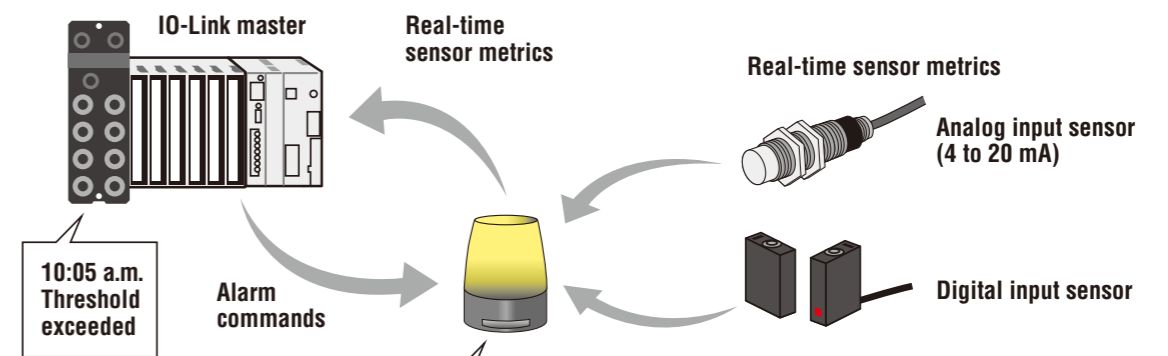 IO-Link master
Real-time
sensor metrics
Real-time sensor metrics
Analog input sensor
(4 to 20 mA)
10:05 a.m.
Threshold
exceeded
Alarm
commands
Digital input sensor